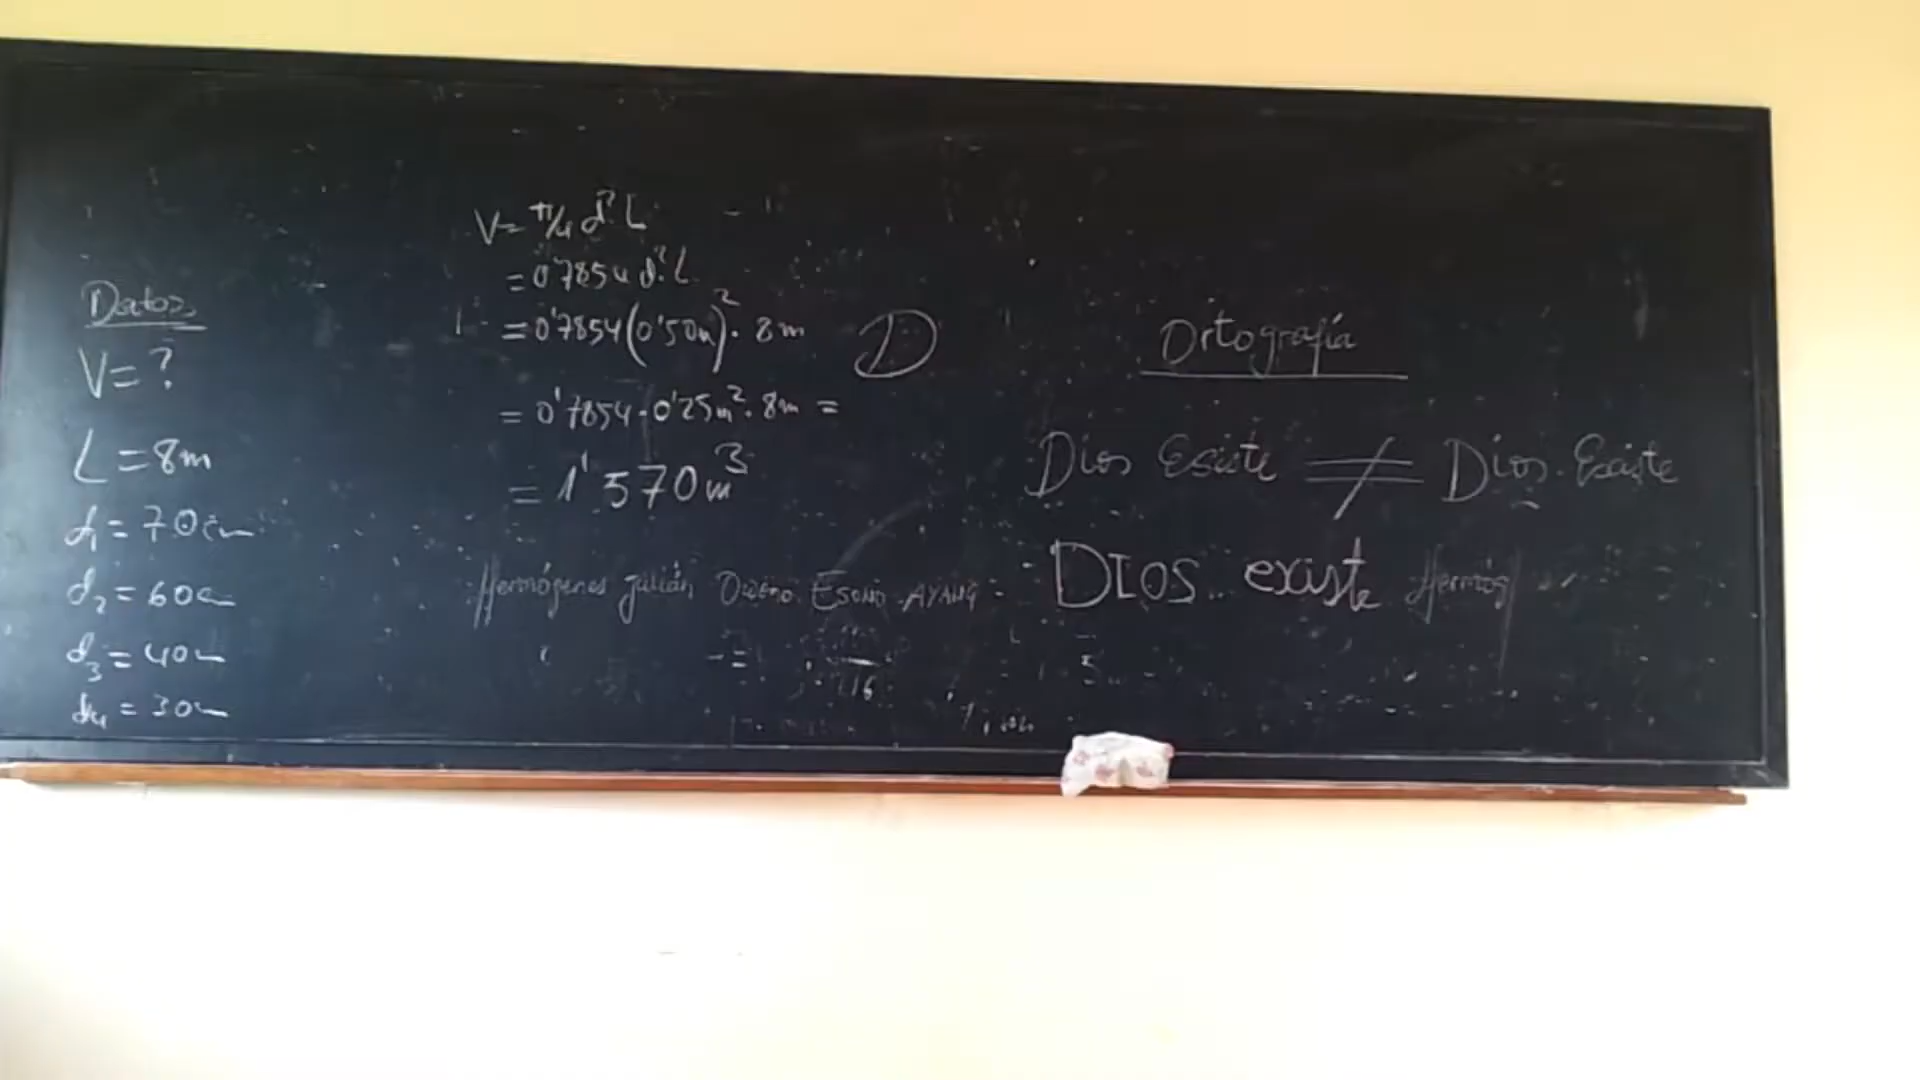 Datos
V = ?
L = 8m
d₁ = 70cm
d₂ = 60cm
d₃ = 40cm
d₄ = 30cm
V = π/4 d².L
= 0'7854 d².L
= 0'7854(0'50m)². 8m
= 0'7854.0'25m².8m =
= 1'570m³
D
Hermógenes Julián Owono ESONO AYANG
Ortografía
Dios Esiste ≠ Dios Existe
DIOS existe Hermós